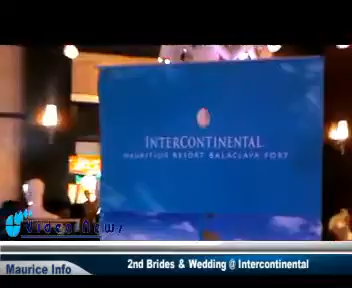 INTERCONTINENTAL
MAURITIUS RESORT BALACLAVA FORT
Video News
2nd Brides & Wedding @ Intercontinental
Maurice Info